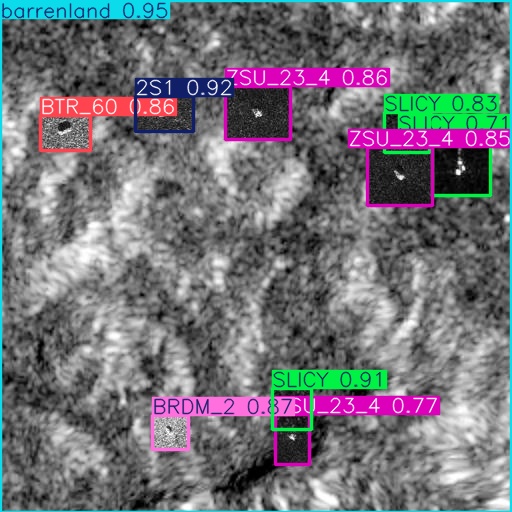 barrenland 0.95
ZSU_23_4 0.86
2S1 0.92
BTR_60 0.86
SLICY 0.83
SLICY 0.71
ZSU_23_4 0.85
SLICY 0.91
BRDM_2 0.87
SU_23_4 0.77